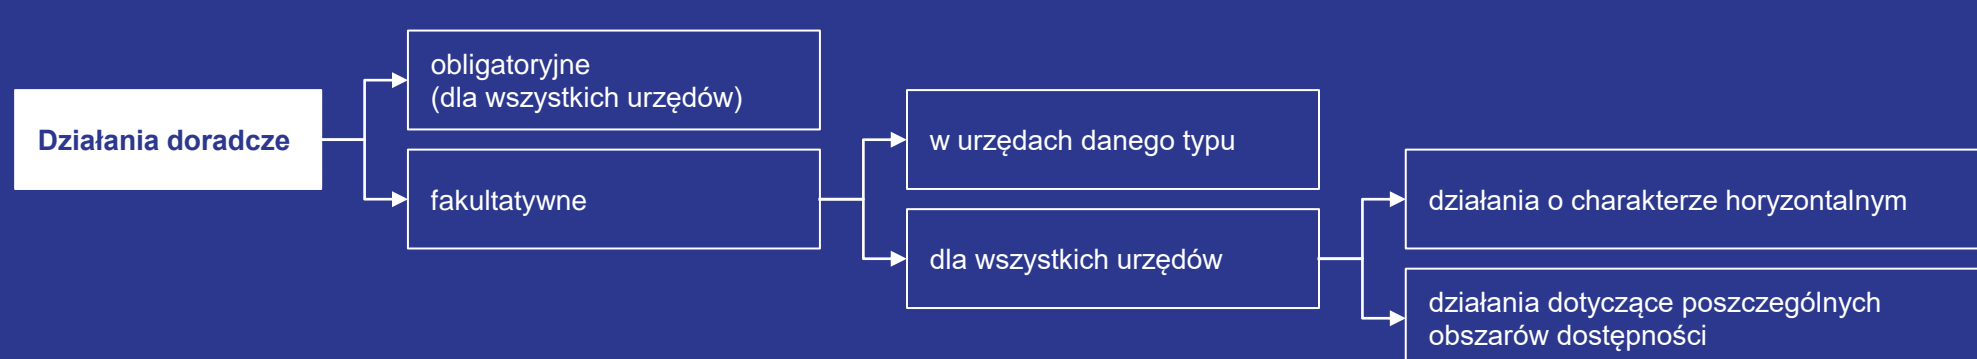 Działania doradcze
obligatoryjne
(dla wszystkich urzędów)
fakultatywne
w urzędach danego typu
dla wszystkich urzędów
działania o charakterze horyzontalnym
działania dotyczące poszczególnych
obszarów dostępności